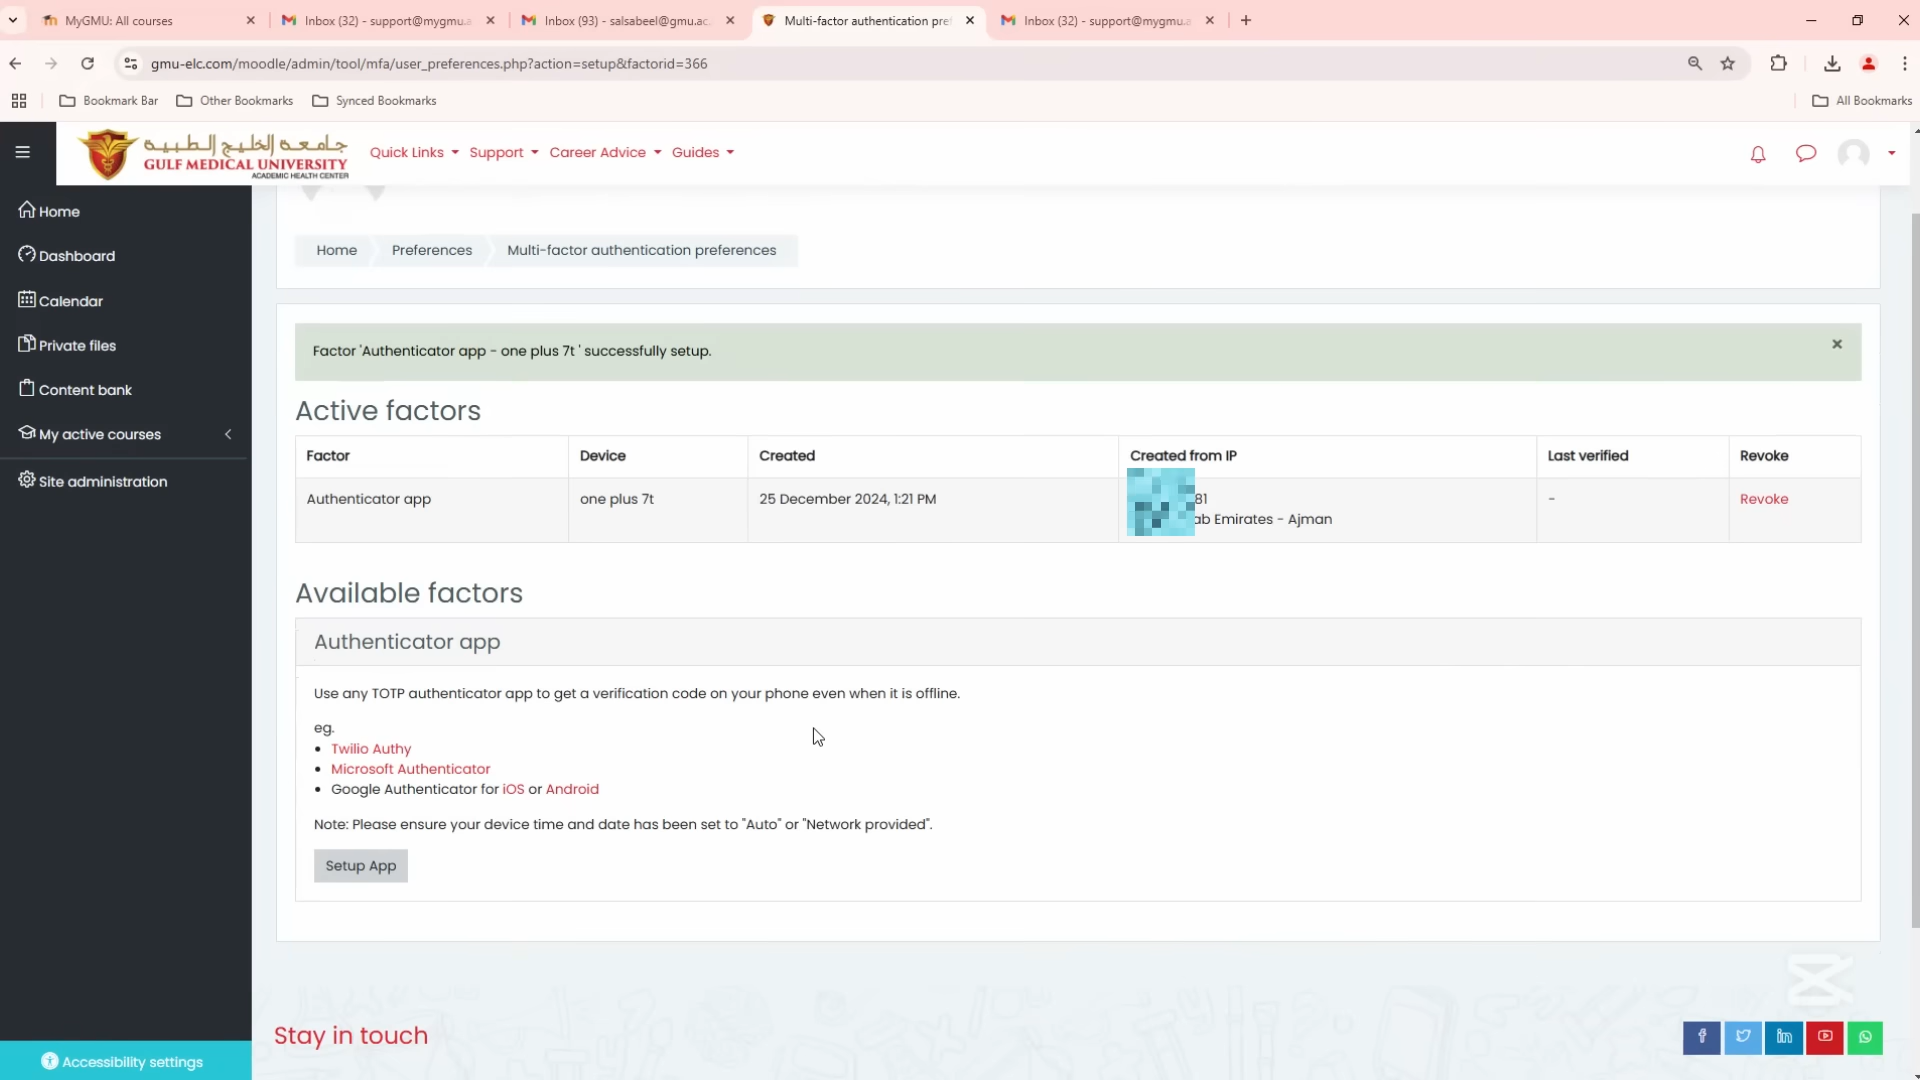 MyGMU: All courses
Inbox (32) - support@mygmu.a
Inbox (93) - salsabeel@gmu.ac.
Multi-factor authentication pre
Inbox (32) - support@mygmu.a
gmu-elc.com/moodle/admin/tool/mfa/user_preferences.php?action=setup&factorid=366
Bookmark Bar
Other Bookmarks
Synced Bookmarks
All Bookmarks
جامعة الخليج الطبية
GULF MEDICAL UNIVERSITY
ACADEMIC HEALTH CENTER
Quick Links
Support
Career Advice
Guides
Home
Dashboard
Calendar
Private files
Content bank
My active courses
Site administration
Accessibility settings
Home
Preferences
Multi-factor authentication preferences
Factor 'Authenticator app - one plus 7t ' successfully setup.
Active factors
Factor Device Created Created from IP Last verified Revoke
Authenticator app one plus 7t 25 December 2024, 1:21 PM 81 - Revoke
ab Emirates - Ajman
Available factors
Authenticator app
Use any TOTP authenticator app to get a verification code on your phone even when it is offline.
eg.
• Twilio Authy
• Microsoft Authenticator
• Google Authenticator for iOS or Android
Note: Please ensure your device time and date has been set to "Auto" or "Network provided".
Setup App
Stay in touch